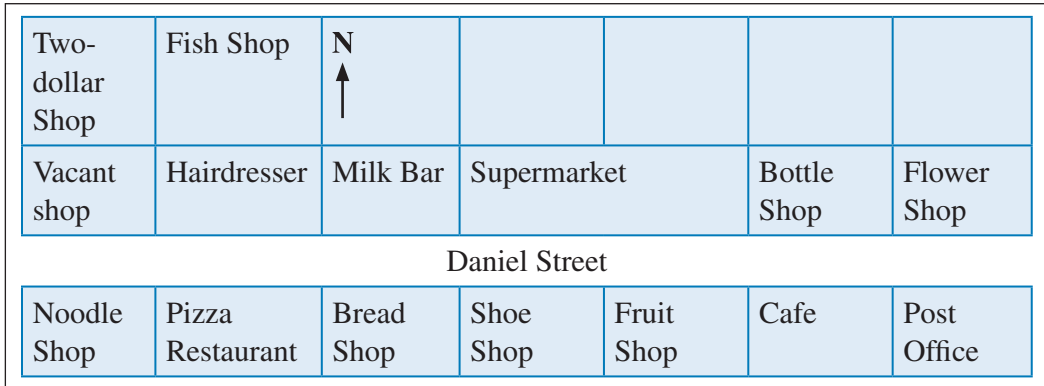 Two-
dollar
Shop
Fish Shop
N
Vacant
shop
Hairdresser
Milk Bar
Supermarket
Bottle
Shop
Flower
Shop
Daniel Street
Noodle
Shop
Pizza
Restaurant
Bread
Shop
Shoe
Shop
Fruit
Shop
Cafe
Post
Office